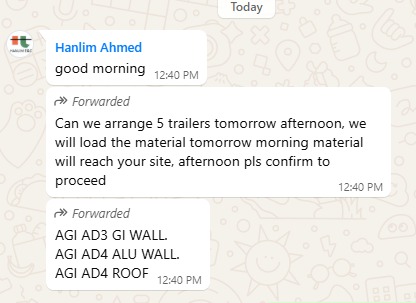 Today
Hanlim Ahmed
good morning 12:40 PM
Forwarded
Can we arrange 5 trailers tomorrow afternoon, we
will load the material tomorrow morning material
will reach your site, afternoon pls confirm to
proceed
12:40 PM
Forwarded
AGI AD3 GI WALL.
AGI AD4 ALU WALL.
AGI AD4 ROOF 12:40 PM